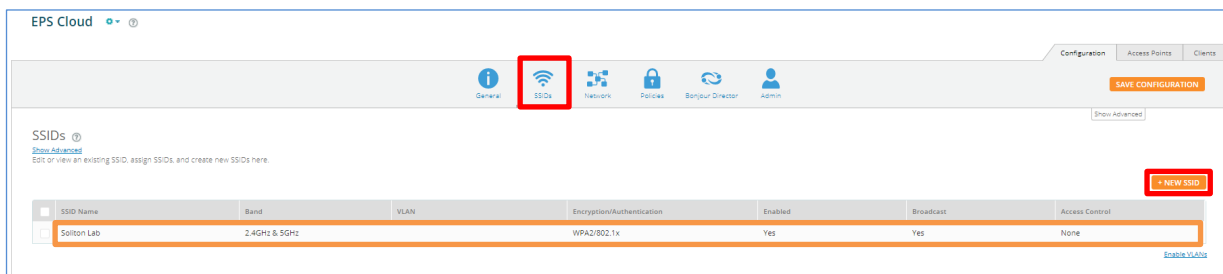 EPS Cloud
Configuration Access Points Clients
General SSIDs Network Policies Bonjour Director Admin
SAVE CONFIGURATION
Show Advanced
SSIDs
Show Advanced
Edit or view an existing SSID, assign SSIDs, and create new SSIDs here.
+ NEW SSID
SSID Name Band VLAN Encryption/Authentication Enabled Broadcast Access Control
Soliton Lab 2.4GHz & 5GHz WPA2/802.1x Yes Yes None
Enable VLANs